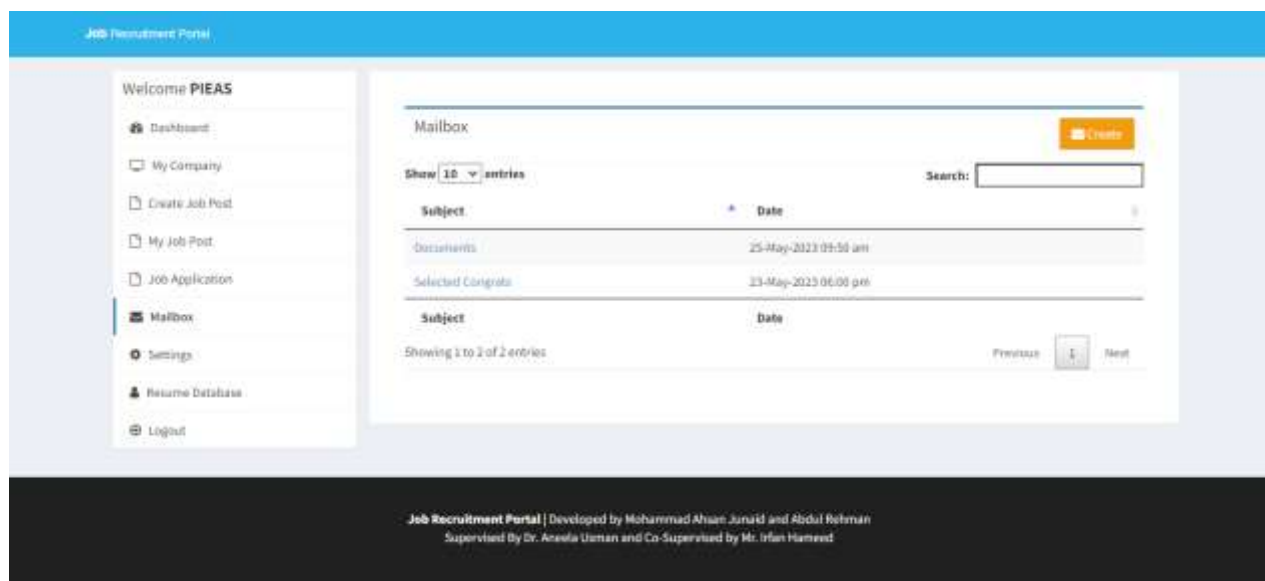 Job Recruitment Portal
Welcome PIEAS
Dashboard
My Company
Create Job Post
My Job Post
Job Application
Mailbox
Settings
Resume Database
Logout
Mailbox
Create
Show 10 entries
Search:
Subject Date
Documents 25-May-2023 09:50 am
Selected Congrats 23-May-2023 06:00 pm
Subject Date
Showing 1 to 2 of 2 entries
Previous 1 Next
Job Recruitment Portal | Developed by Mohammad Ahsan Junaid and Abdul Rehman
Supervised By Dr. Aneela Usman and Co-Supervised by Mr. Irfan Hameed